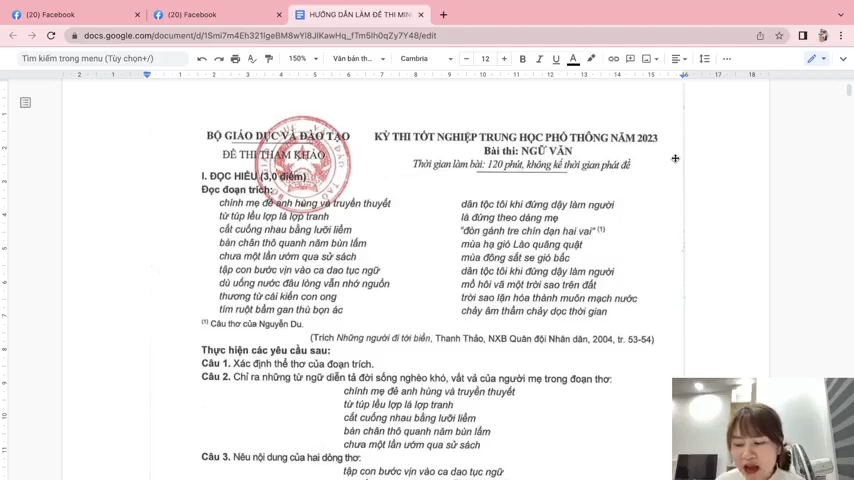 (20) Facebook
(20) Facebook
HƯỚNG DẪN LÀM ĐỀ THI MIN
docs.google.com/document/d/1Smi7m4Eh321IgeBM8wYl8JlKawHq_fTm5Ih0qZy7Y48/edit
Tìm kiếm trong menu (Tùy chọn+/)
150%
Văn bản th...
Cambria
12
BỘ GIÁO DỤC VÀ ĐÀO TẠO
KỲ THI TỐT NGHIỆP TRUNG HỌC PHỔ THÔNG NĂM 2023
Bài thi: NGỮ VĂN
ĐỀ THI THAM KHẢO
Thời gian làm bài: 120 phút, không kể thời gian phát đề
I. ĐỌC HIỂU (3,0 điểm)
Đọc đoạn trích:
chính mẹ đẻ anh hùng và truyền thuyết
từ túp lều lợp lá lợp tranh
cắt cuống nhau bằng lưỡi liềm
bàn chân thô quanh năm bùn lấm
chưa một lần ướm qua sử sách
tập con bước vịn vào ca dao tục ngữ
dù uống nước đâu lòng vẫn nhớ nguồn
thương từ cái kiến con ong
tím ruột bầm gan thù bọn ác
dân tộc tôi khi đứng dậy làm người
là đứng theo dáng mẹ
"đòn gánh tre chín dạn hai vai" (1)
mùa hạ gió Lào quăng quật
mùa đông sắt se gió bấc
dân tộc tôi khi đứng dậy làm người
mồ hôi vã một trời sao trên đất
trời sao lặn hóa thành muôn mạch nước
chảy âm thầm chảy dọc thời gian
(1) Câu thơ của Nguyễn Du.
(Trích Những người đi tới biển, Thanh Thảo, NXB Quân đội Nhân dân, 2004, tr. 53-54)
Thực hiện các yêu cầu sau:
Câu 1. Xác định thể thơ của đoạn trích.
Câu 2. Chỉ ra những từ ngữ diễn tả đời sống nghèo khó, vất vả của người mẹ trong đoạn thơ:
chính mẹ đẻ anh hùng và truyền thuyết
từ túp lều lợp lá lợp tranh
cắt cuống nhau bằng lưỡi liềm
bàn chân thô quanh năm bùn lấm
chưa một lần ướm qua sử sách
Câu 3. Nêu nội dung của hai dòng thơ:
tập con bước vịn vào ca dao tục ngữ